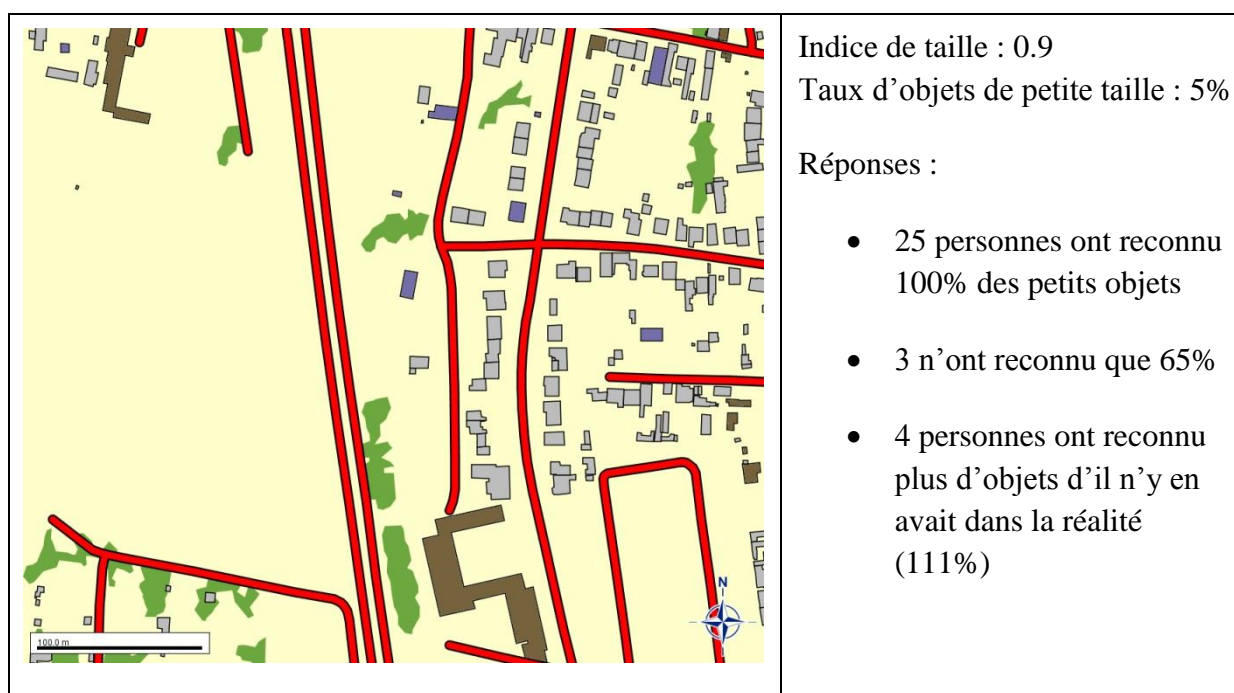 Indice de taille : 0.9
Taux d’objets de petite taille : 5%
Réponses :
• 25 personnes ont reconnu
100% des petits objets
• 3 n’ont reconnu que 65%
• 4 personnes ont reconnu
plus d’objets d’il n’y en
avait dans la réalité
(111%)
N
100.0 m